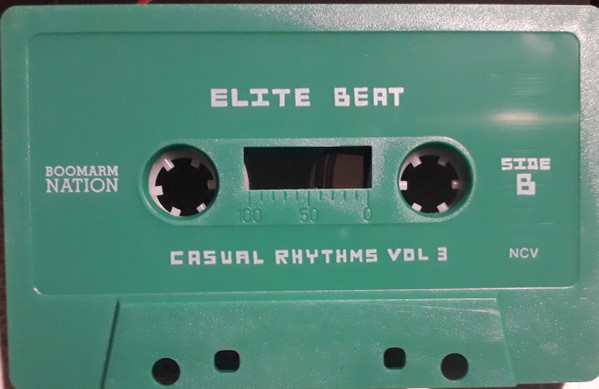 ELITE BEAT
BOOMARM
NATION
SIDE
B
100 50 0
CASUAL RHYTHMS VOL 3
NCV